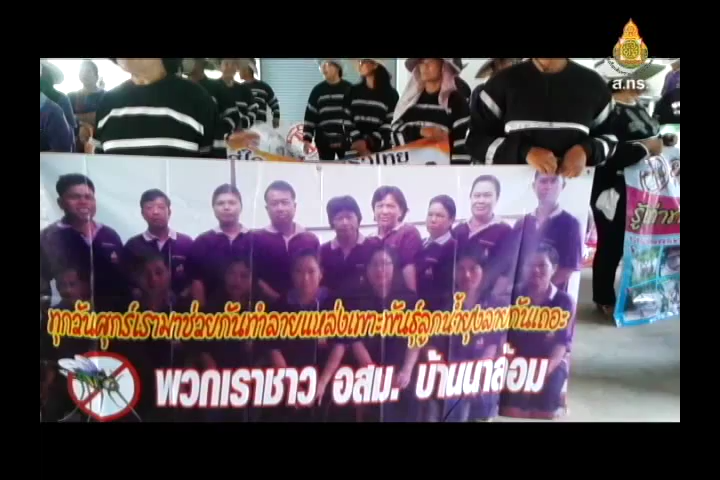 ส.ทร.
ทุกวันศุกร์เรามาช่วยกันทำลายแหล่งเพาะพันธุ์ลูกน้ำยุงลายกันเถอะ
พวกเราชาว อสม. บ้านนาล้อม